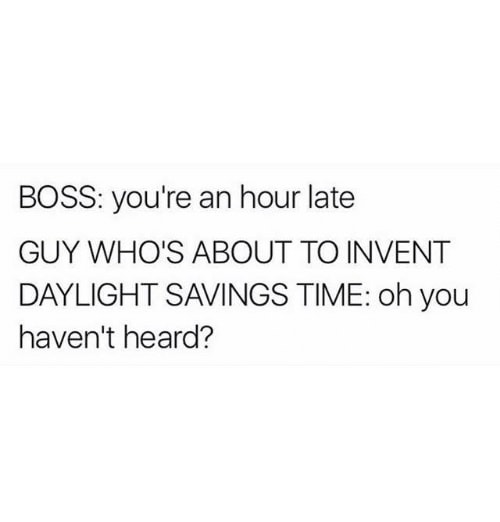 BOSS: you're an hour late
GUY WHO'S ABOUT TO INVENT
DAYLIGHT SAVINGS TIME: oh you
haven't heard?